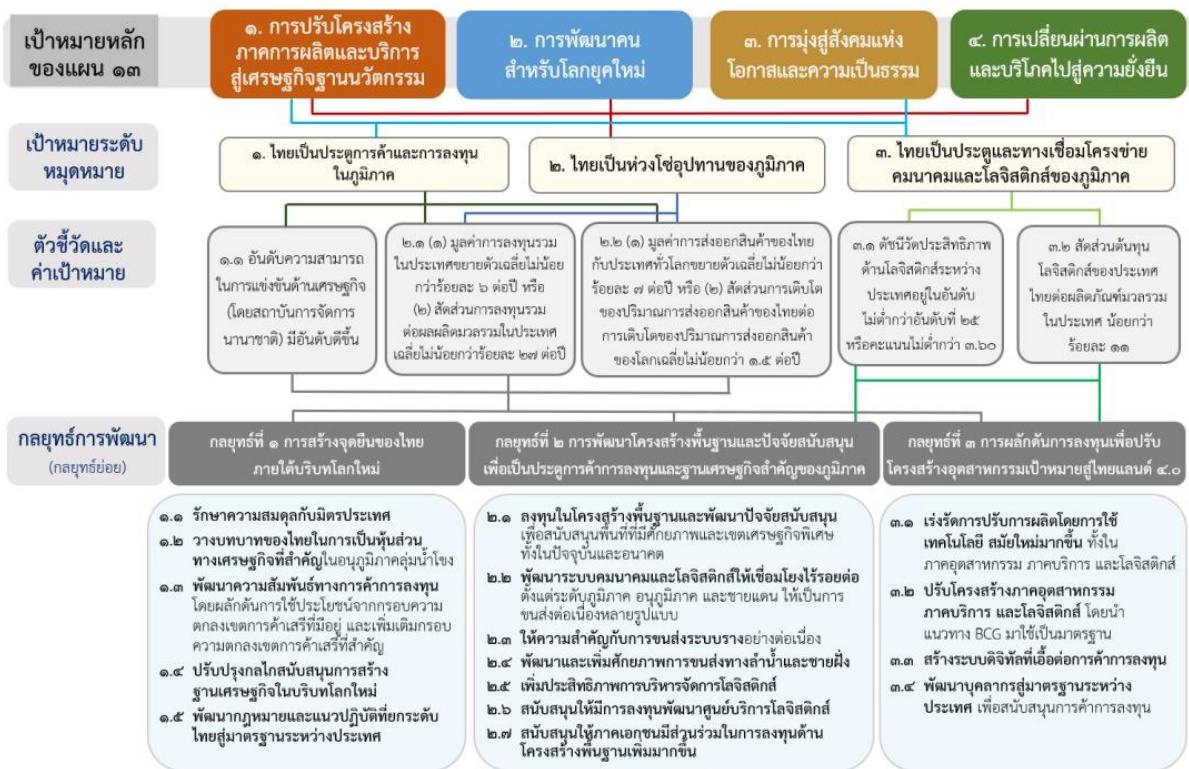 เป้าหมายหลัก
ของแผน ๑๓
๑. การปรับโครงสร้าง
ภาคการผลิตและบริการ
สู่เศรษฐกิจฐานนวัตกรรม
๒. การพัฒนาคน
สำหรับโลกยุคใหม่
๓. การมุ่งสู่สังคมแห่ง
โอกาสและความเป็นธรรม
๔. การเปลี่ยนผ่านการผลิต
และบริโภคไปสู่ความยั่งยืน
เป้าหมายระดับ
หมุดหมาย
๑. ไทยเป็นประตูการค้าและการลงทุน
ในภูมิภาค
๒. ไทยเป็นห่วงโซ่อุปทานของภูมิภาค
๓. ไทยเป็นประตูและทางเชื่อมโครงข่าย
คมนาคมและโลจิสติกส์ของภูมิภาค
ตัวชี้วัดและ
ค่าเป้าหมาย
๑.๑ อันดับความสามารถ
ในการแข่งขันด้านเศรษฐกิจ
(โดยสถาบันการจัดการ
นานาชาติ) มีอันดับดีขึ้น
๒.๑ (๑) มูลค่าการลงทุนรวม
ในประเทศขยายตัวเฉลี่ยไม่น้อย
กว่าร้อยละ ๖ ต่อปี หรือ
(๒) สัดส่วนการลงทุนรวม
ต่อผลผลิตมวลรวมในประเทศ
เฉลี่ยไม่น้อยกว่าร้อยละ ๒๗ ต่อปี
๒.๒ (๑) มูลค่าการส่งออกสินค้าของไทย
กับประเทศทั่วโลกขยายตัวเฉลี่ยไม่น้อยกว่า
ร้อยละ ๗ ต่อปี หรือ (๒) สัดส่วนการเติบโต
ของปริมาณการส่งออกสินค้าของไทยต่อ
การเติบโตของปริมาณการส่งออกสินค้า
ของโลกเฉลี่ยไม่น้อยกว่า ๑.๕ ต่อปี
๓.๑ ดัชนีวัดประสิทธิภาพ
ด้านโลจิสติกส์ระหว่าง
ประเทศอยู่ในอันดับ
ไม่ต่ำกว่าอันดับที่ ๒๕
หรือคะแนนไม่ต่ำกว่า ๓.๖๐
๓.๒ สัดส่วนต้นทุน
โลจิสติกส์ของประเทศ
ไทยต่อผลิตภัณฑ์มวลรวม
ในประเทศ น้อยกว่า
ร้อยละ ๑๑
กลยุทธ์การพัฒนา
(กลยุทธ์ย่อย)
กลยุทธ์ที่ ๑ การสร้างจุดยืนของไทย
ภายใต้บริบทโลกใหม่
กลยุทธ์ที่ ๒ การพัฒนาโครงสร้างพื้นฐานและปัจจัยสนับสนุน
เพื่อเป็นประตูการค้าการลงทุนและฐานเศรษฐกิจสำคัญของภูมิภาค
กลยุทธ์ที่ ๓ การผลักดันการลงทุนเพื่อปรับ
โครงสร้างอุตสาหกรรมเป้าหมายสู่ไทยแลนด์ ๔.๐
๑.๑ รักษาความสมดุลกับมิตรประเทศ
๑.๒ วางบทบาทของไทยในการเป็นหุ้นส่วน
ทางเศรษฐกิจที่สำคัญในอนุภูมิภาคลุ่มน้ำโขง
๑.๓ พัฒนาความสัมพันธ์ทางการค้าการลงทุน
โดยผลักดันการใช้ประโยชน์จากกรอบความ
ตกลงเขตการค้าเสรีที่มีอยู่ และเพิ่มเติมกรอบ
ความตกลงเขตการค้าเสรีที่สำคัญ
๑.๔ ปรับปรุงกลไกสนับสนุนการสร้าง
ฐานเศรษฐกิจในบริบทโลกใหม่
๑.๕ พัฒนากฎหมายและแนวปฏิบัติที่ยกระดับ
ไทยสู่มาตรฐานระหว่างประเทศ
๒.๑ ลงทุนในโครงสร้างพื้นฐานและพัฒนาปัจจัยสนับสนุน
เพื่อสนับสนุนพื้นที่ที่มีศักยภาพและเขตเศรษฐกิจพิเศษ
ทั้งในปัจจุบันและอนาคต
๒.๒ พัฒนาระบบคมนาคมและโลจิสติกส์ให้เชื่อมโยงไร้รอยต่อ
ตั้งแต่ระดับภูมิภาค อนุภูมิภาค และชายแดน ให้เป็นการ
ขนส่งต่อเนื่องหลายรูปแบบ
๒.๓ ให้ความสำคัญกับการขนส่งระบบรางอย่างต่อเนื่อง
๒.๔ พัฒนาและเพิ่มศักยภาพการขนส่งทางลำน้ำและชายฝั่ง
๒.๕ เพิ่มประสิทธิภาพการบริหารจัดการโลจิสติกส์
๒.๖ สนับสนุนให้มีการลงทุนพัฒนาศูนย์บริการโลจิสติกส์
๒.๗ สนับสนุนให้ภาคเอกชนมีส่วนร่วมในการลงทุนด้าน
โครงสร้างพื้นฐานเพิ่มมากขึ้น
๓.๑ เร่งรัดการปรับการผลิตโดยการใช้
เทคโนโลยี สมัยใหม่มากขึ้น ทั้งใน
ภาคอุตสาหกรรม ภาคบริการ และโลจิสติกส์
๓.๒ ปรับโครงสร้างภาคอุตสาหกรรม
ภาคบริการ และโลจิสติกส์ โดยนำ
แนวทาง BCG มาใช้เป็นมาตรฐาน
๓.๓ สร้างระบบดิจิทัลที่เอื้อต่อการค้าการลงทุน
๓.๔ พัฒนาบุคลากรสู่มาตรฐานระหว่าง
ประเทศ เพื่อสนับสนุนการค้าการลงทุน